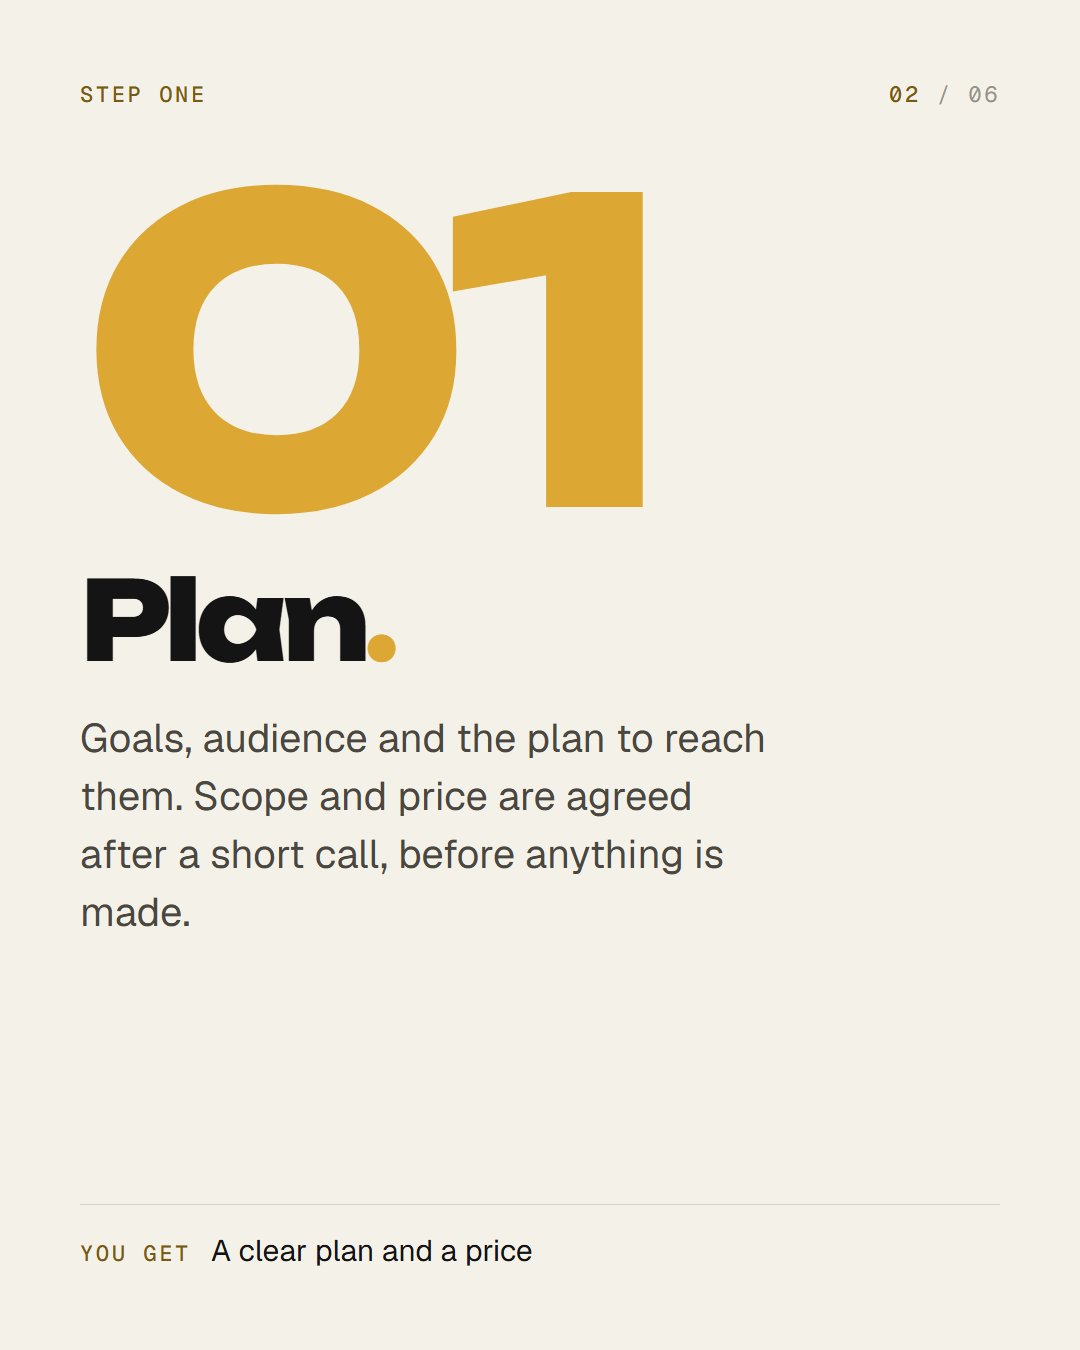 STEP ONE
02 / 06
01
Plan.
Goals, audience and the plan to reach
them. Scope and price are agreed
after a short call, before anything is
made.
YOU GET A clear plan and a price